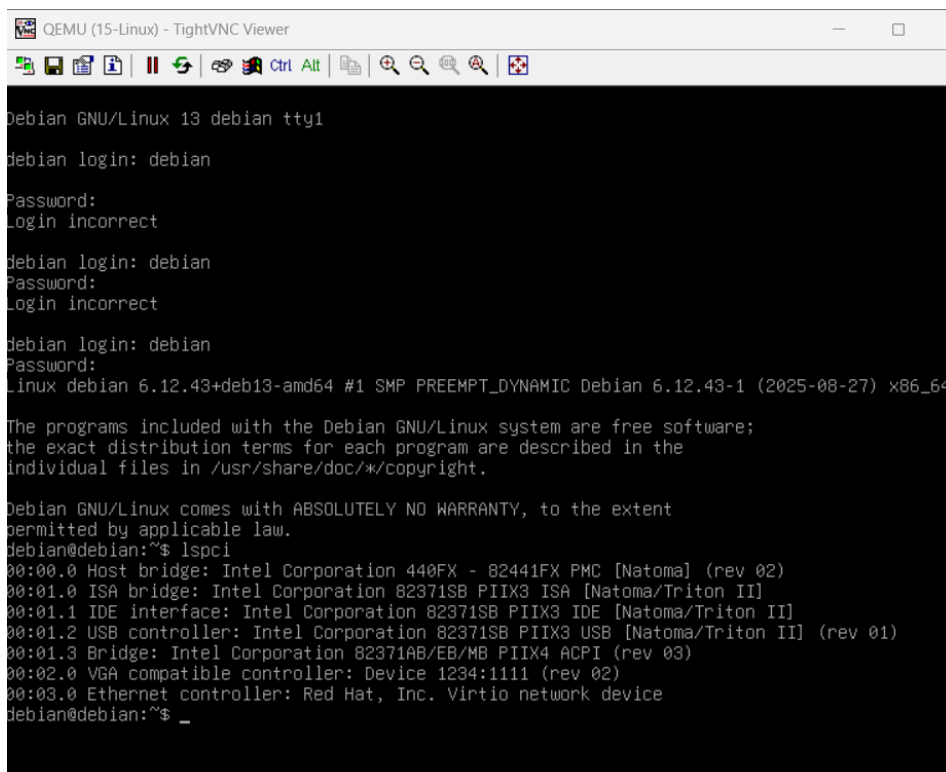 QEMU (15-Linux) - TightVNC Viewer
Ctrl Alt
Debian GNU/Linux 13 debian tty1
debian login: debian
Password:
Login incorrect
debian login: debian
Password:
Login incorrect
debian login: debian
Password:
Linux debian 6.12.43+deb13-amd64 #1 SMP PREEMPT_DYNAMIC Debian 6.12.43-1 (2025-08-27) x86_64
The programs included with the Debian GNU/Linux system are free software;
the exact distribution terms for each program are described in the
individual files in /usr/share/doc/*/copyright.
Debian GNU/Linux comes with ABSOLUTELY NO WARRANTY, to the extent
permitted by applicable law.
debian@debian:~$ lspci
00:00.0 Host bridge: Intel Corporation 440FX - 82441FX PMC [Natoma] (rev 02)
00:01.0 ISA bridge: Intel Corporation 82371SB PIIX3 ISA [Natoma/Triton II]
00:01.1 IDE interface: Intel Corporation 82371SB PIIX3 IDE [Natoma/Triton II]
00:01.2 USB controller: Intel Corporation 82371SB PIIX3 USB [Natoma/Triton II] (rev 01)
00:01.3 Bridge: Intel Corporation 82371AB/EB/MB PIIX4 ACPI (rev 03)
00:02.0 VGA compatible controller: Device 1234:1111 (rev 02)
00:03.0 Ethernet controller: Red Hat, Inc. Virtio network device
debian@debian:~$ _